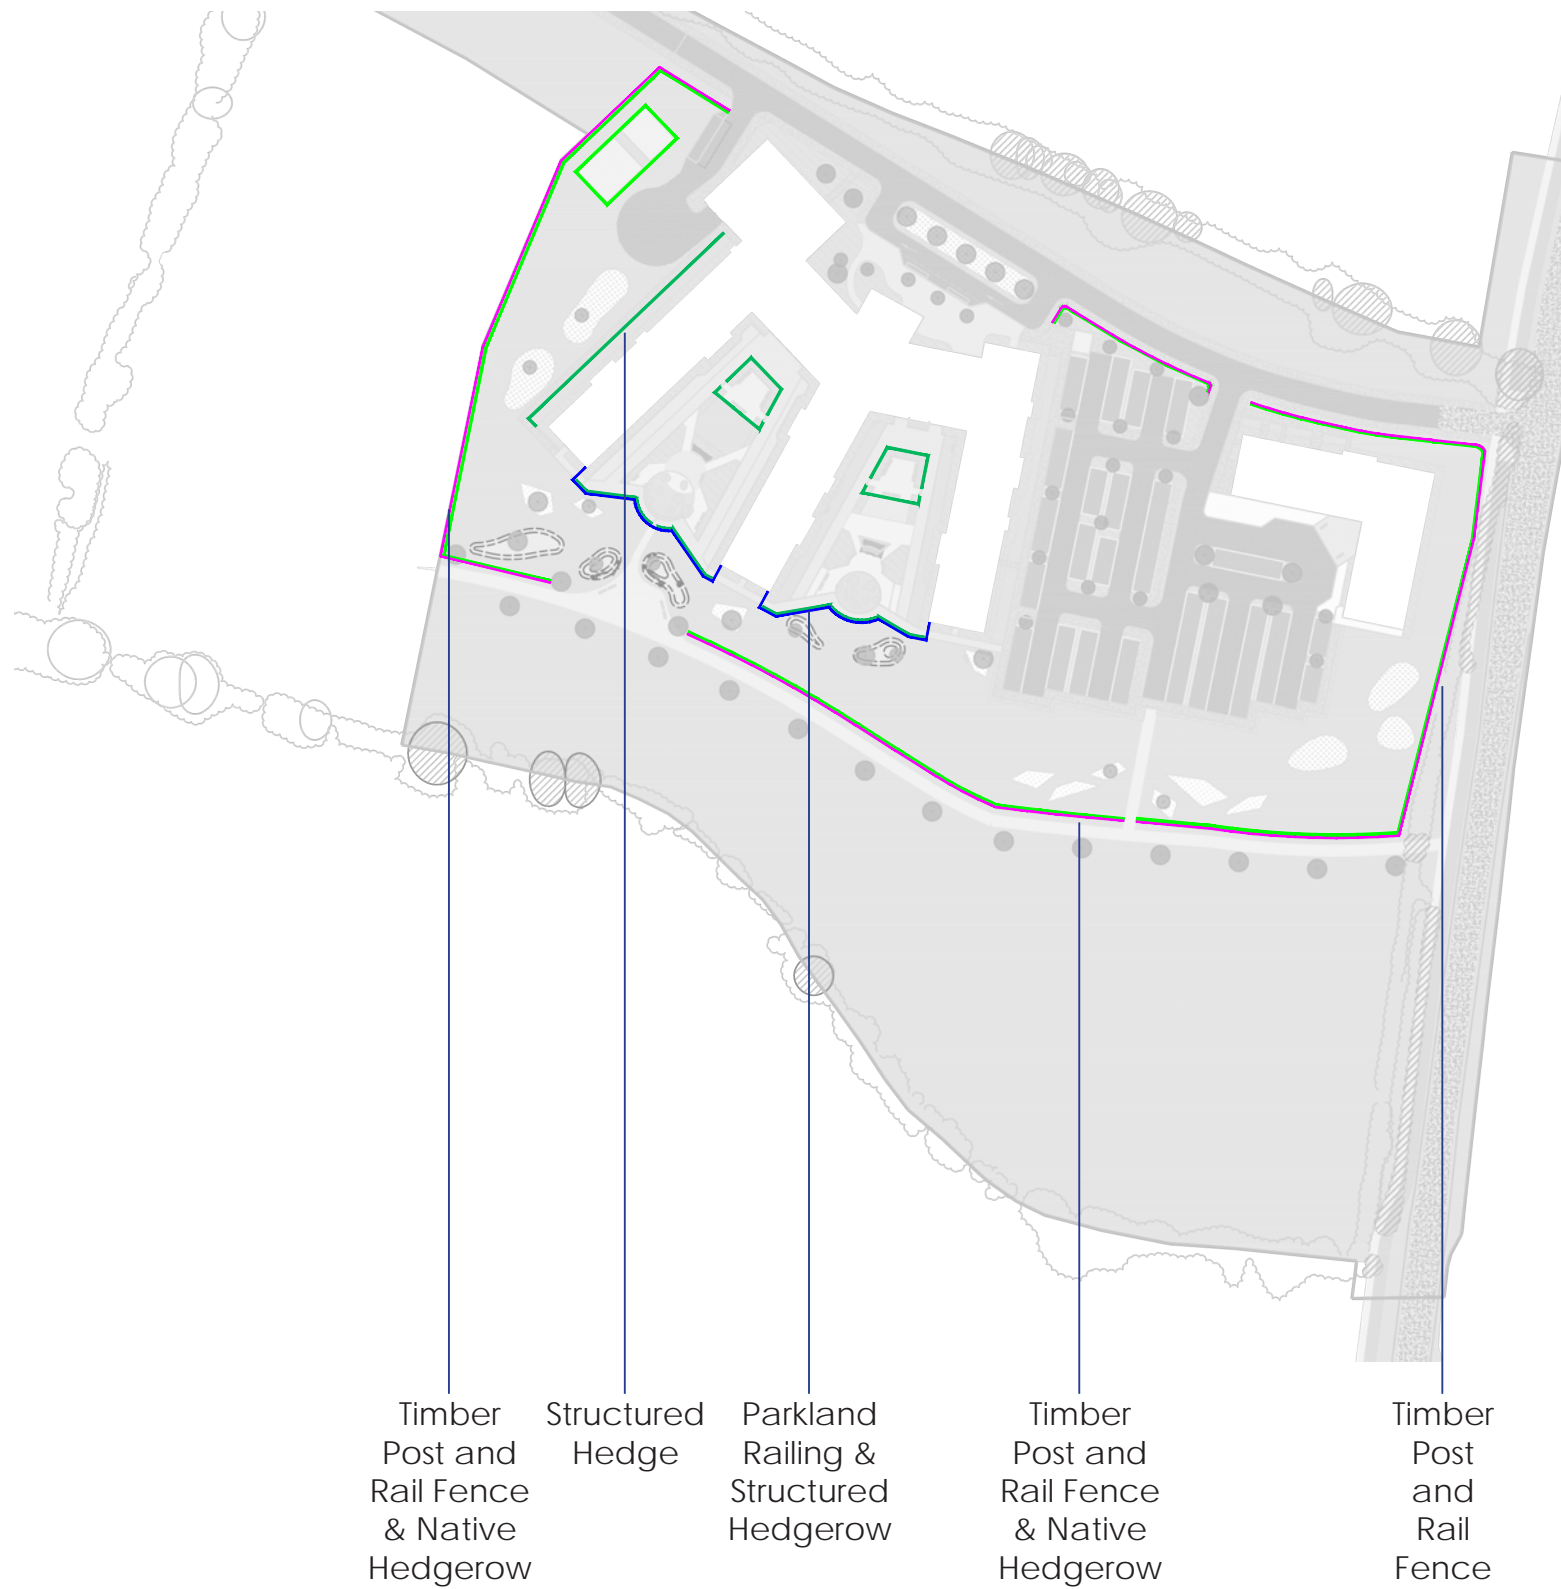 Timber
Post and
Rail Fence
& Native
Hedgerow
Structured
Hedge
Parkland
Railing &
Structured
Hedgerow
Timber
Post and
Rail Fence
& Native
Hedgerow
Timber
Post
and
Rail
Fence